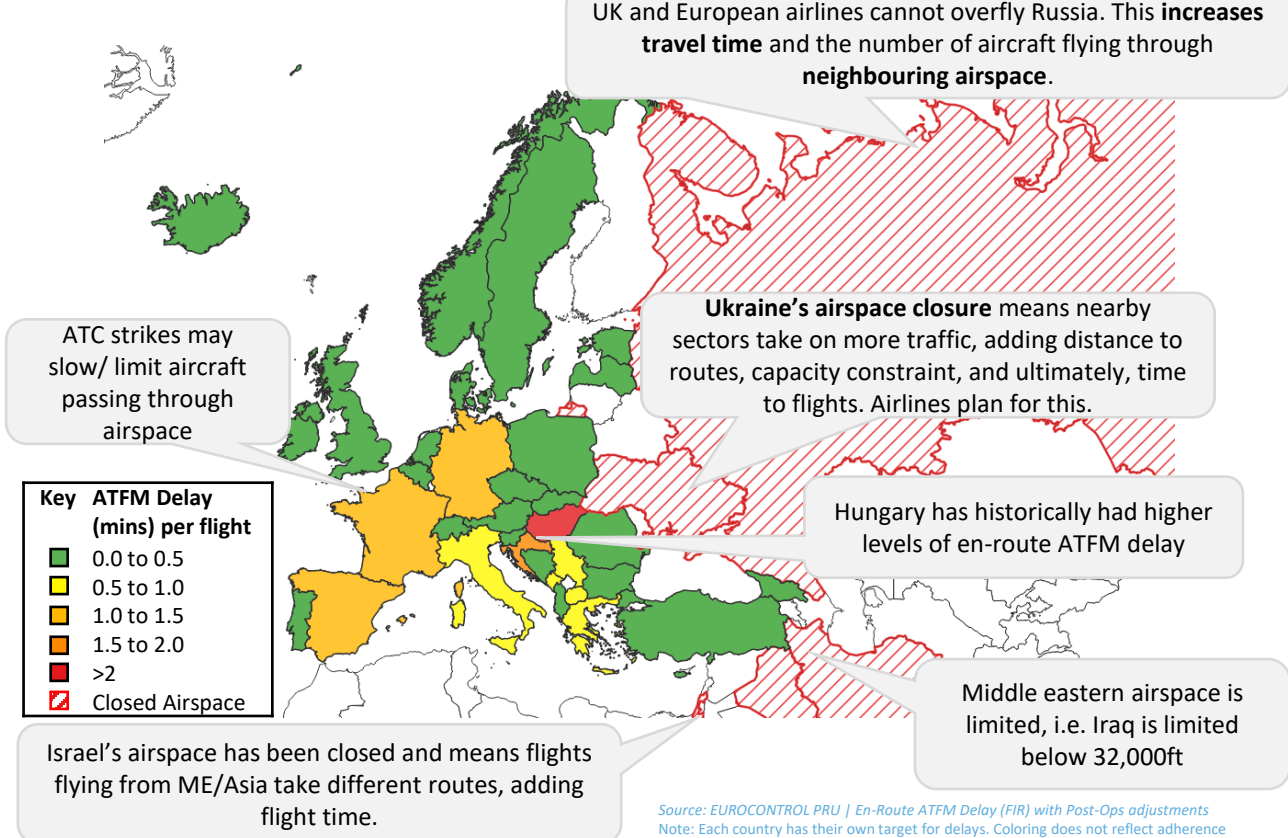 UK and European airlines cannot overfly Russia. This increases
travel time and the number of aircraft flying through
neighbouring airspace.
Ukraine’s airspace closure means nearby
sectors take on more traffic, adding distance to
routes, capacity constraint, and ultimately, time
to flights. Airlines plan for this.
ATC strikes may
slow/ limit aircraft
passing through
airspace
Key ATFM Delay
(mins) per flight
0.0 to 0.5
0.5 to 1.0
1.0 to 1.5
1.5 to 2.0
>2
Closed Airspace
Hungary has historically had higher
levels of en-route ATFM delay
Middle eastern airspace is
limited, i.e. Iraq is limited
below 32,000ft
Israel’s airspace has been closed and means flights
flying from ME/Asia take different routes, adding
flight time.
Source: EUROCONTROL PRU | En-Route ATFM Delay (FIR) with Post-Ops adjustments
Note: Each country has their own target for delays. Coloring does not reflect adherence